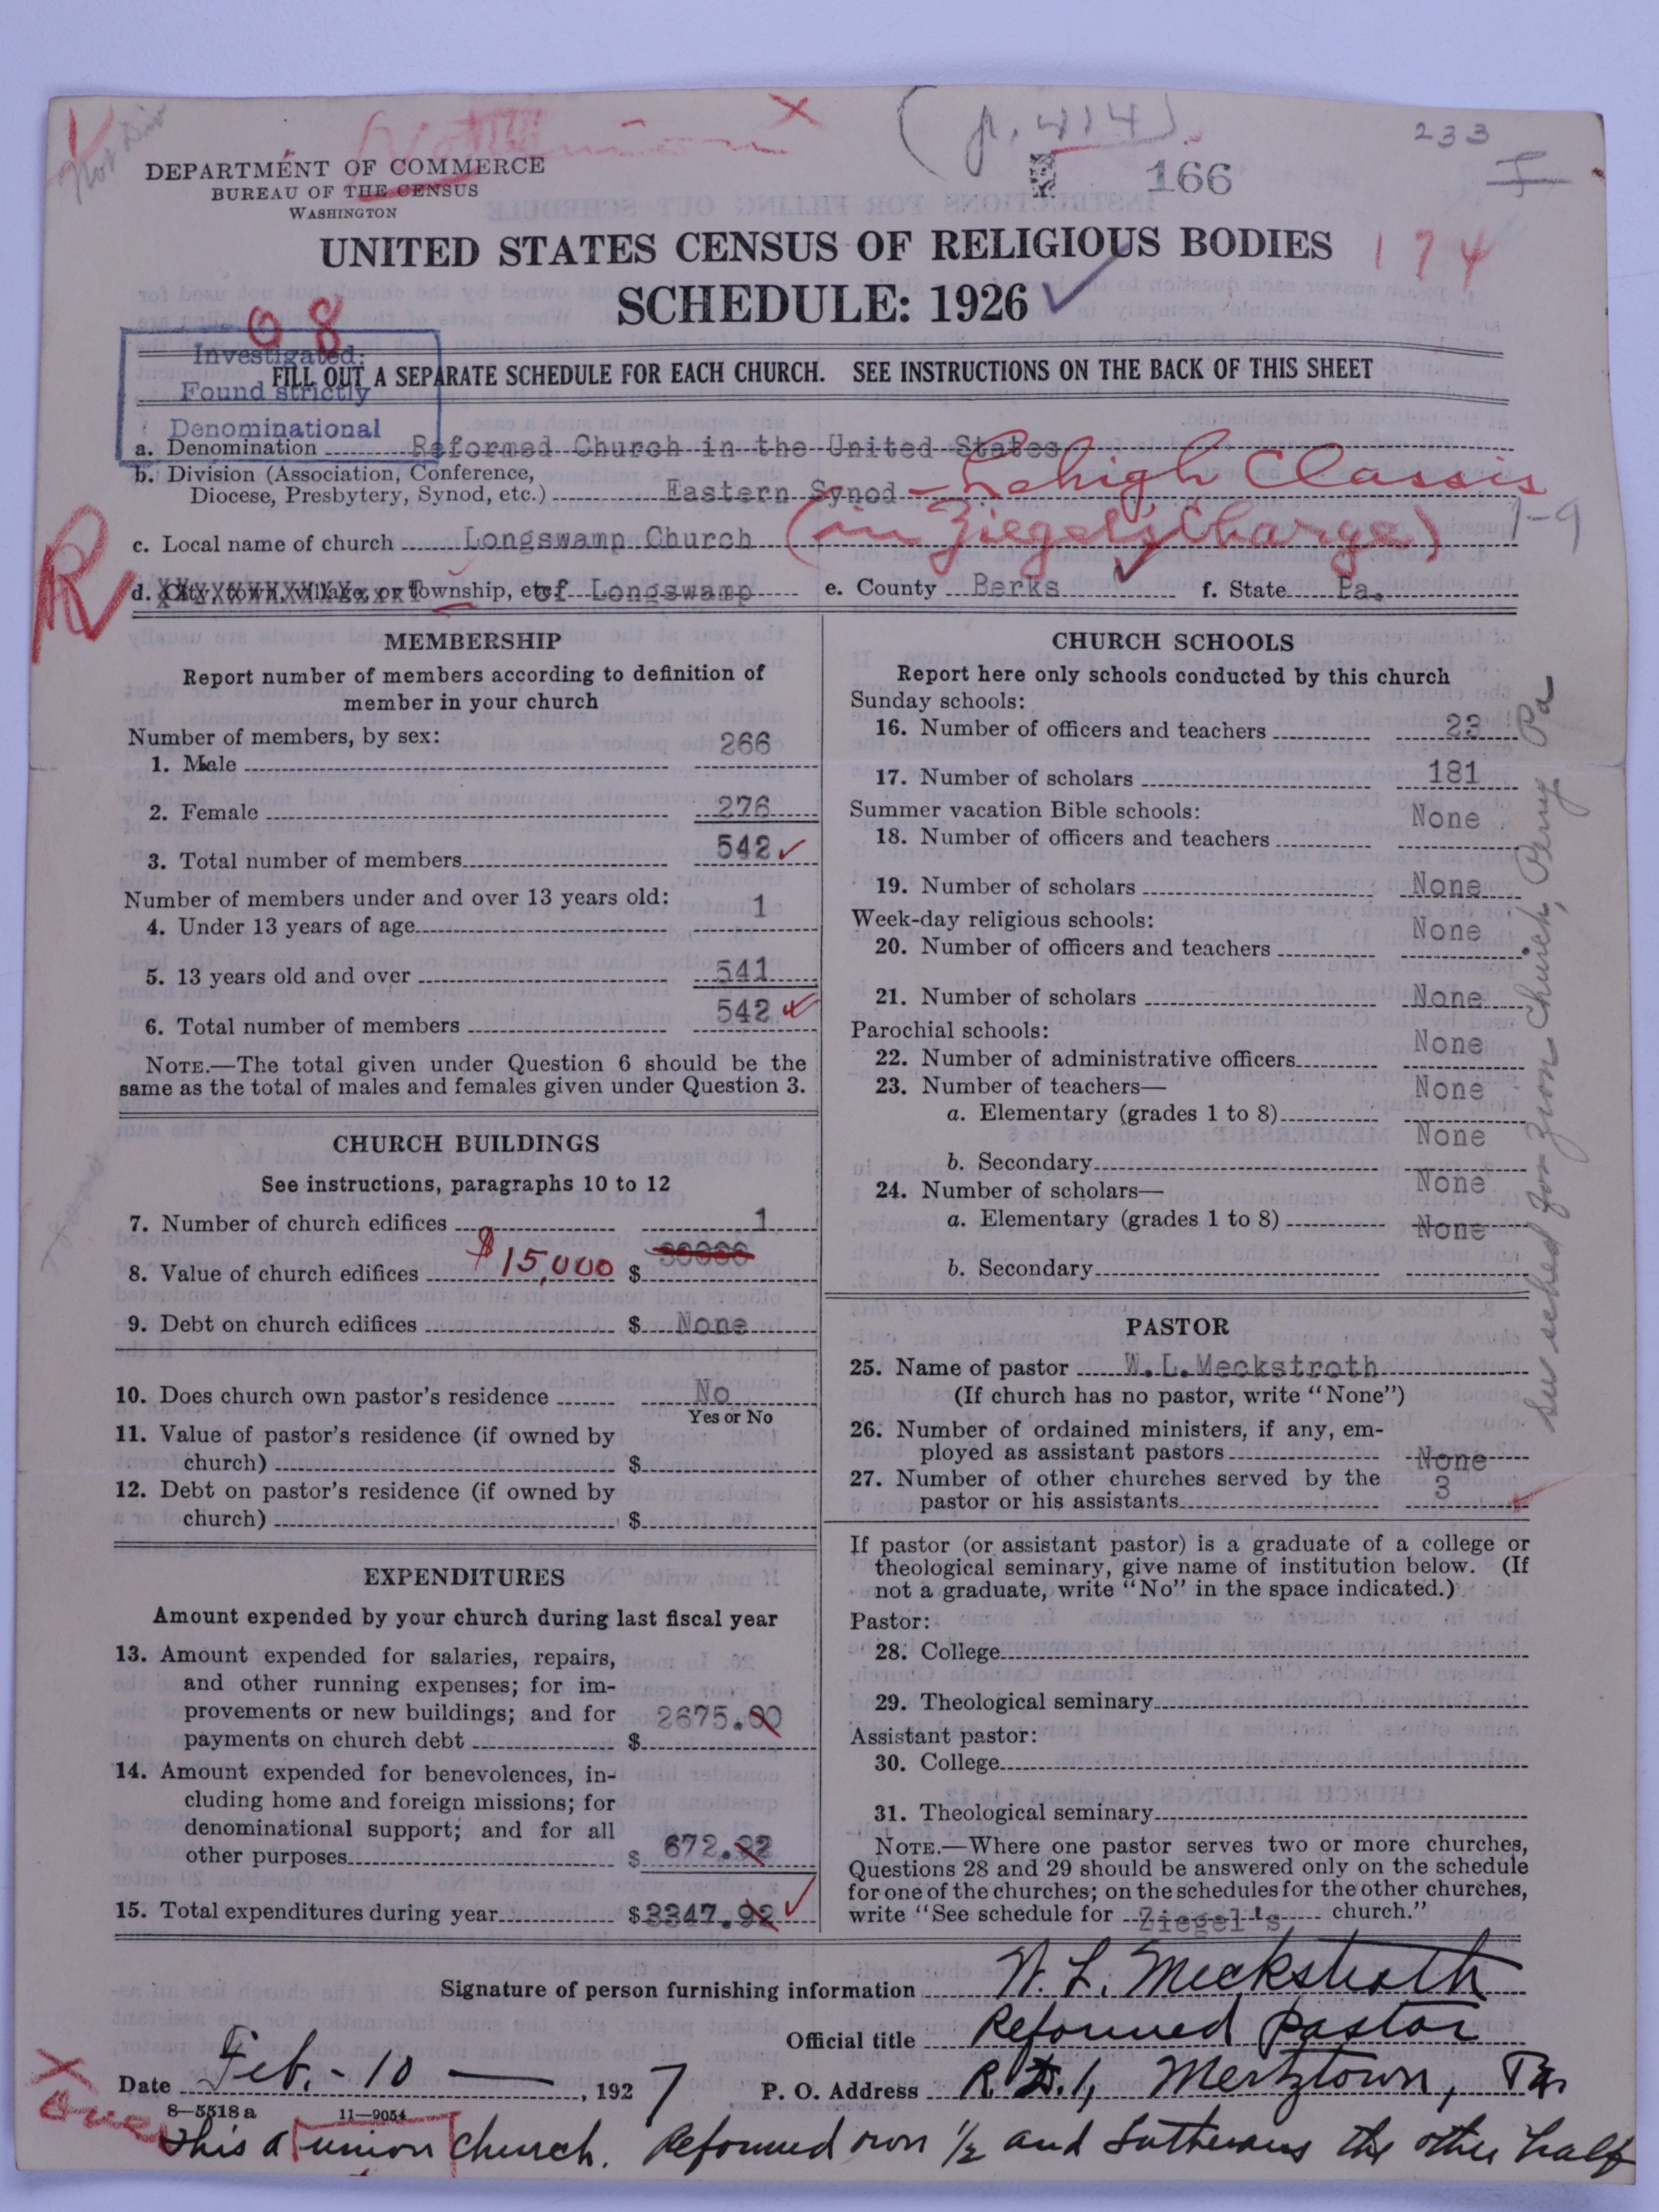 (p. 414)
233
DEPARTMENT OF COMMERCE
BUREAU OF THE CENSUS
WASHINGTON
166
UNITED STATES CENSUS OF RELIGIOUS BODIES
174
SCHEDULE: 1926
08
Investigated:
Found strictly
Denominational
FILL OUT A SEPARATE SCHEDULE FOR EACH CHURCH. SEE INSTRUCTIONS ON THE BACK OF THIS SHEET
a. Denomination Reformed Church in the United States
b. Division (Association, Conference,
Diocese, Presbytery, Synod, etc.) Eastern Synod - Lehigh Classis
c. Local name of church Longswamp Church (in Ziegel's Charge)
1-9
R
d. City, town, village, or Township, etc. of Longswamp e. County Berks f. State Pa.
MEMBERSHIP
Report number of members according to definition of
member in your church
Number of members, by sex:
1. Male 266
2. Female 276
3. Total number of members 542
Number of members under and over 13 years old:
4. Under 13 years of age 1
5. 13 years old and over 541
6. Total number of members 542
NOTE.—The total given under Question 6 should be the
same as the total of males and females given under Question 3.
CHURCH BUILDINGS
See instructions, paragraphs 10 to 12
7. Number of church edifices 1
8. Value of church edifices $15,000 $
9. Debt on church edifices $ None
10. Does church own pastor's residence No
Yes or No
11. Value of pastor's residence (if owned by
church) $
12. Debt on pastor's residence (if owned by
church) $
EXPENDITURES
Amount expended by your church during last fiscal year
13. Amount expended for salaries, repairs,
and other running expenses; for im-
provements or new buildings; and for
payments on church debt $ 2675.00
14. Amount expended for benevolences, in-
cluding home and foreign missions; for
denominational support; and for all
other purposes $ 672.92
15. Total expenditures during year $3347.92
CHURCH SCHOOLS
Report here only schools conducted by this church
Sunday schools:
16. Number of officers and teachers 23
17. Number of scholars 181
Summer vacation Bible schools:
18. Number of officers and teachers None
19. Number of scholars None
Week-day religious schools:
20. Number of officers and teachers None
21. Number of scholars None
Parochial schools:
22. Number of administrative officers None
23. Number of teachers—
a. Elementary (grades 1 to 8) None
b. Secondary None
24. Number of scholars—
a. Elementary (grades 1 to 8) None
b. Secondary None
See sched for Zion Church, Perry Pa
PASTOR
25. Name of pastor W.L.Meckstroth
(If church has no pastor, write "None")
26. Number of ordained ministers, if any, em-
ployed as assistant pastors None
27. Number of other churches served by the
pastor or his assistants 3
If pastor (or assistant pastor) is a graduate of a college or
theological seminary, give name of institution below. (If
not a graduate, write "No" in the space indicated.)
Pastor:
28. College
29. Theological seminary
Assistant pastor:
30. College
31. Theological seminary
NOTE.—Where one pastor serves two or more churches,
Questions 28 and 29 should be answered only on the schedule
for one of the churches; on the schedules for the other churches,
write "See schedule for Ziegel's church."
Signature of person furnishing information W. L. Meckstroth
Official title Reformed Pastor
Date Feb. - 10 —, 1927 P. O. Address R.D.1, Mertztown, Pa.
8—5518 a 11—9054
This a union church. Reformed own 1/2 and Lutherans the other half